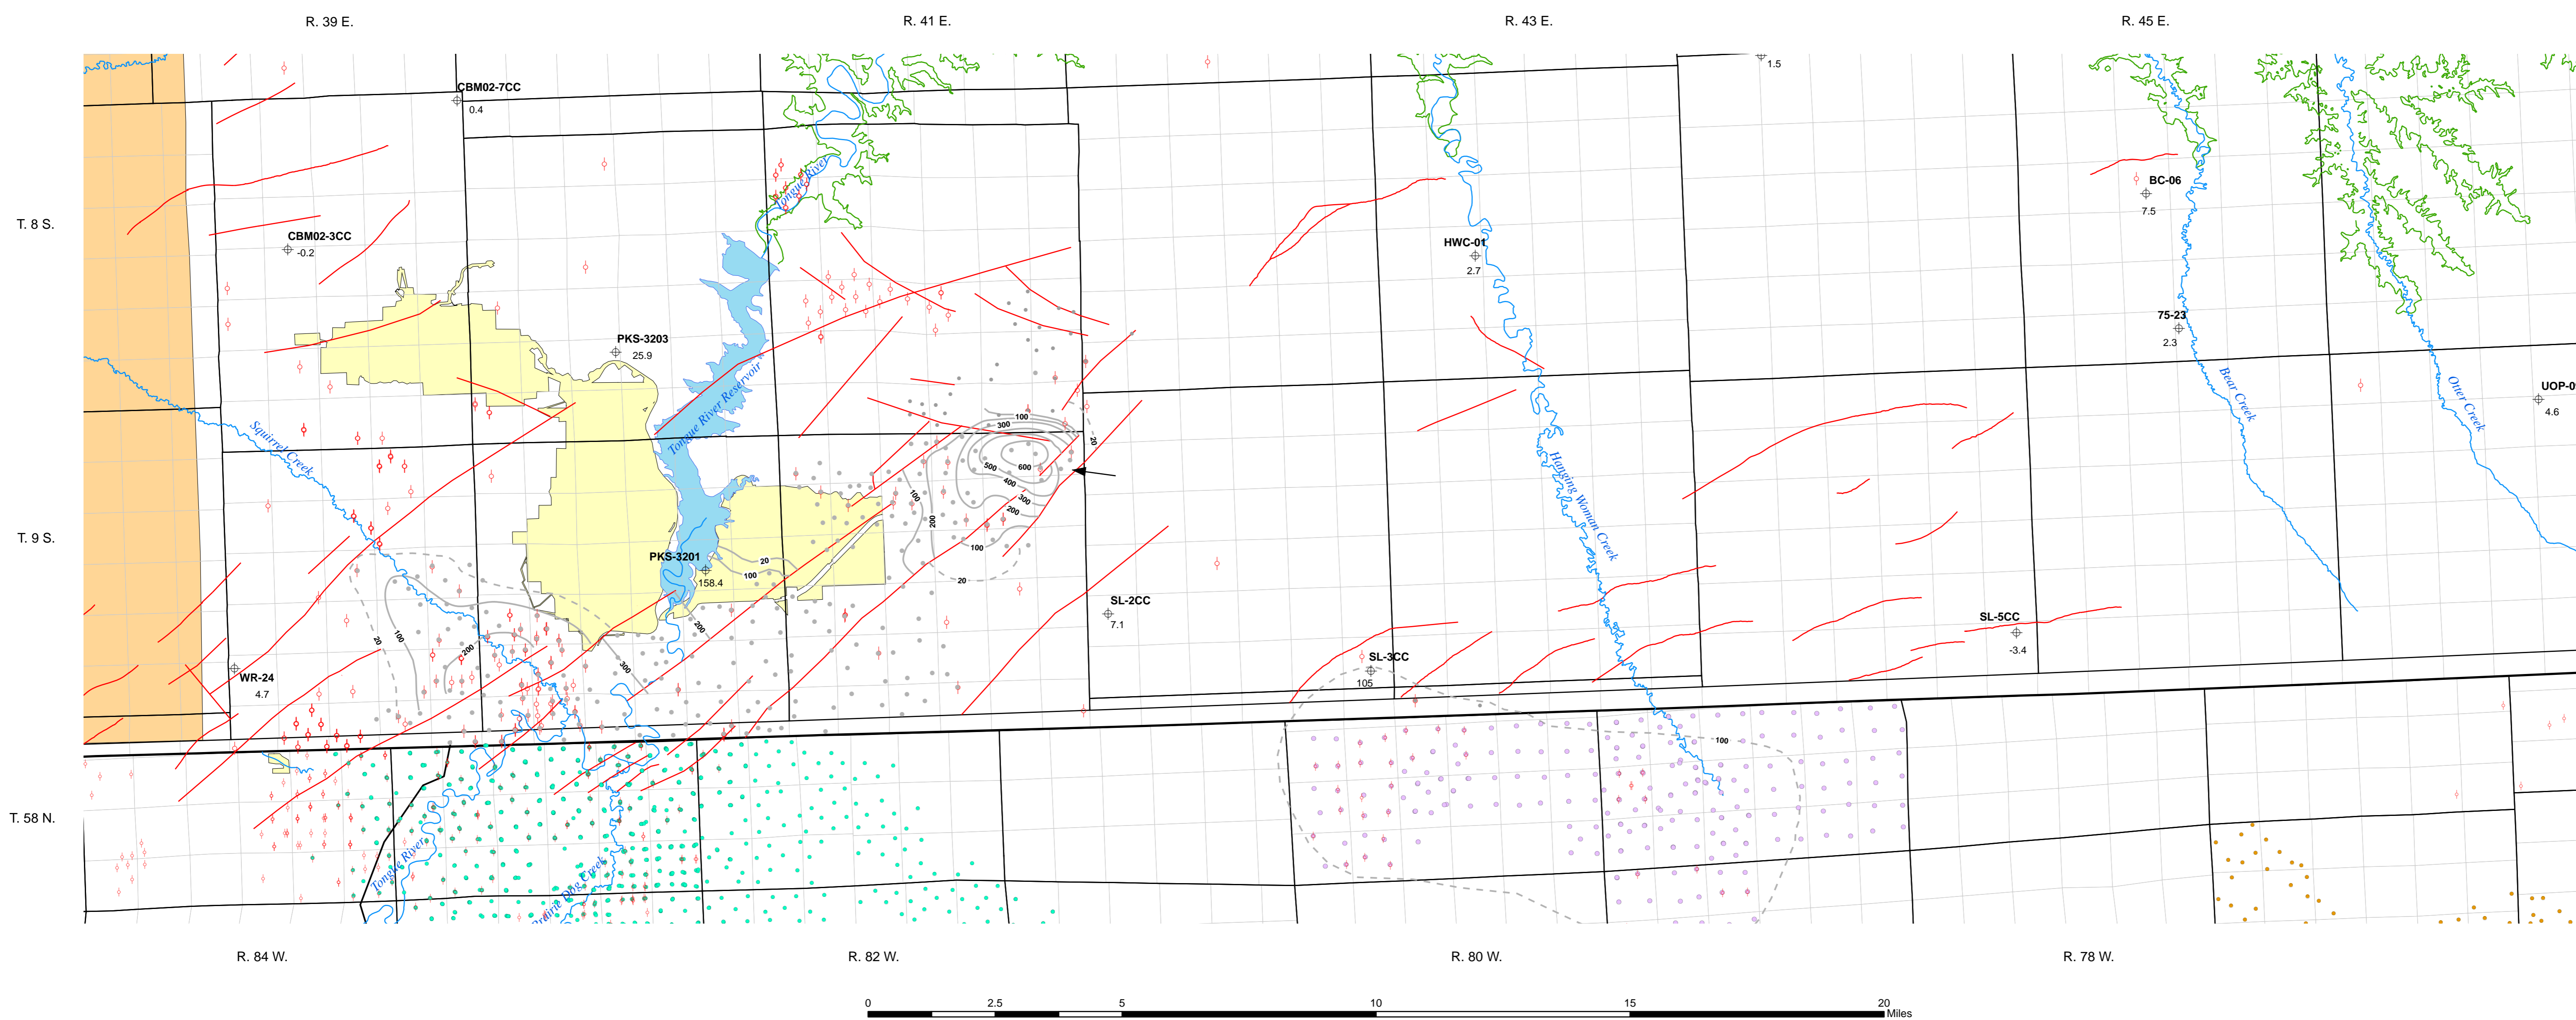 R. 39 E. R. 41 E. R. 43 E. R. 45 E.
1.5
CBM02-7CC
0.4
Tongue River
BC-06
7.5
T. 8 S.
CBM02-3CC
-0.2
HWC-01
2.7
75-23
2.3
PKS-3203
25.9
Tongue River Reservoir
Bear Creek
Otter Creek
4.6
100
300
20
500
600
400
300
100
200
200
100
20
Squirrel Creek
Hanging Woman Creek
T. 9 S.
PKS-3201
158.4
20
100
200
300
20
100
200
SL-2CC
7.1
SL-5CC
-3.4
SL-3CC
105
WR-24
4.7
100
T. 58 N.
Tongue River
Prairie Dog Creek
R. 84 W. R. 82 W. R. 80 W. R. 78 W.
0 2.5 5 10 15 20
Miles